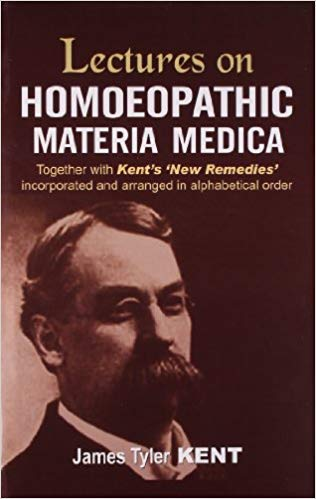 Lectures on
HOMOEOPATHIC
MATERIA MEDICA
Together with Kent's 'New Remedies'
incorporated and arranged in alphabetical order
James Tyler KENT